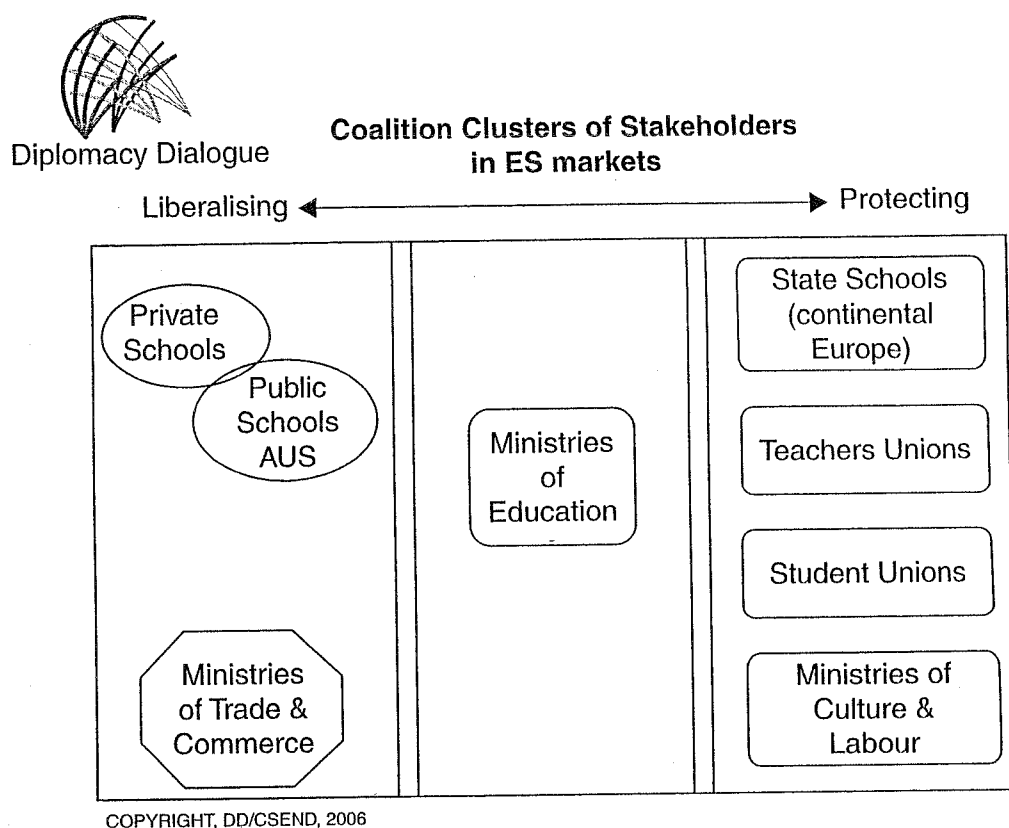 Diplomacy Dialogue
Coalition Clusters of Stakeholders
in ES markets
Liberalising
Protecting
Private
Schools
Public
Schools
AUS
Ministries
of Trade &
Commerce
Ministries
of
Education
State Schools
(continental
Europe)
Teachers Unions
Student Unions
Ministries of
Culture &
Labour
COPYRIGHT, DD/CSEND, 2006